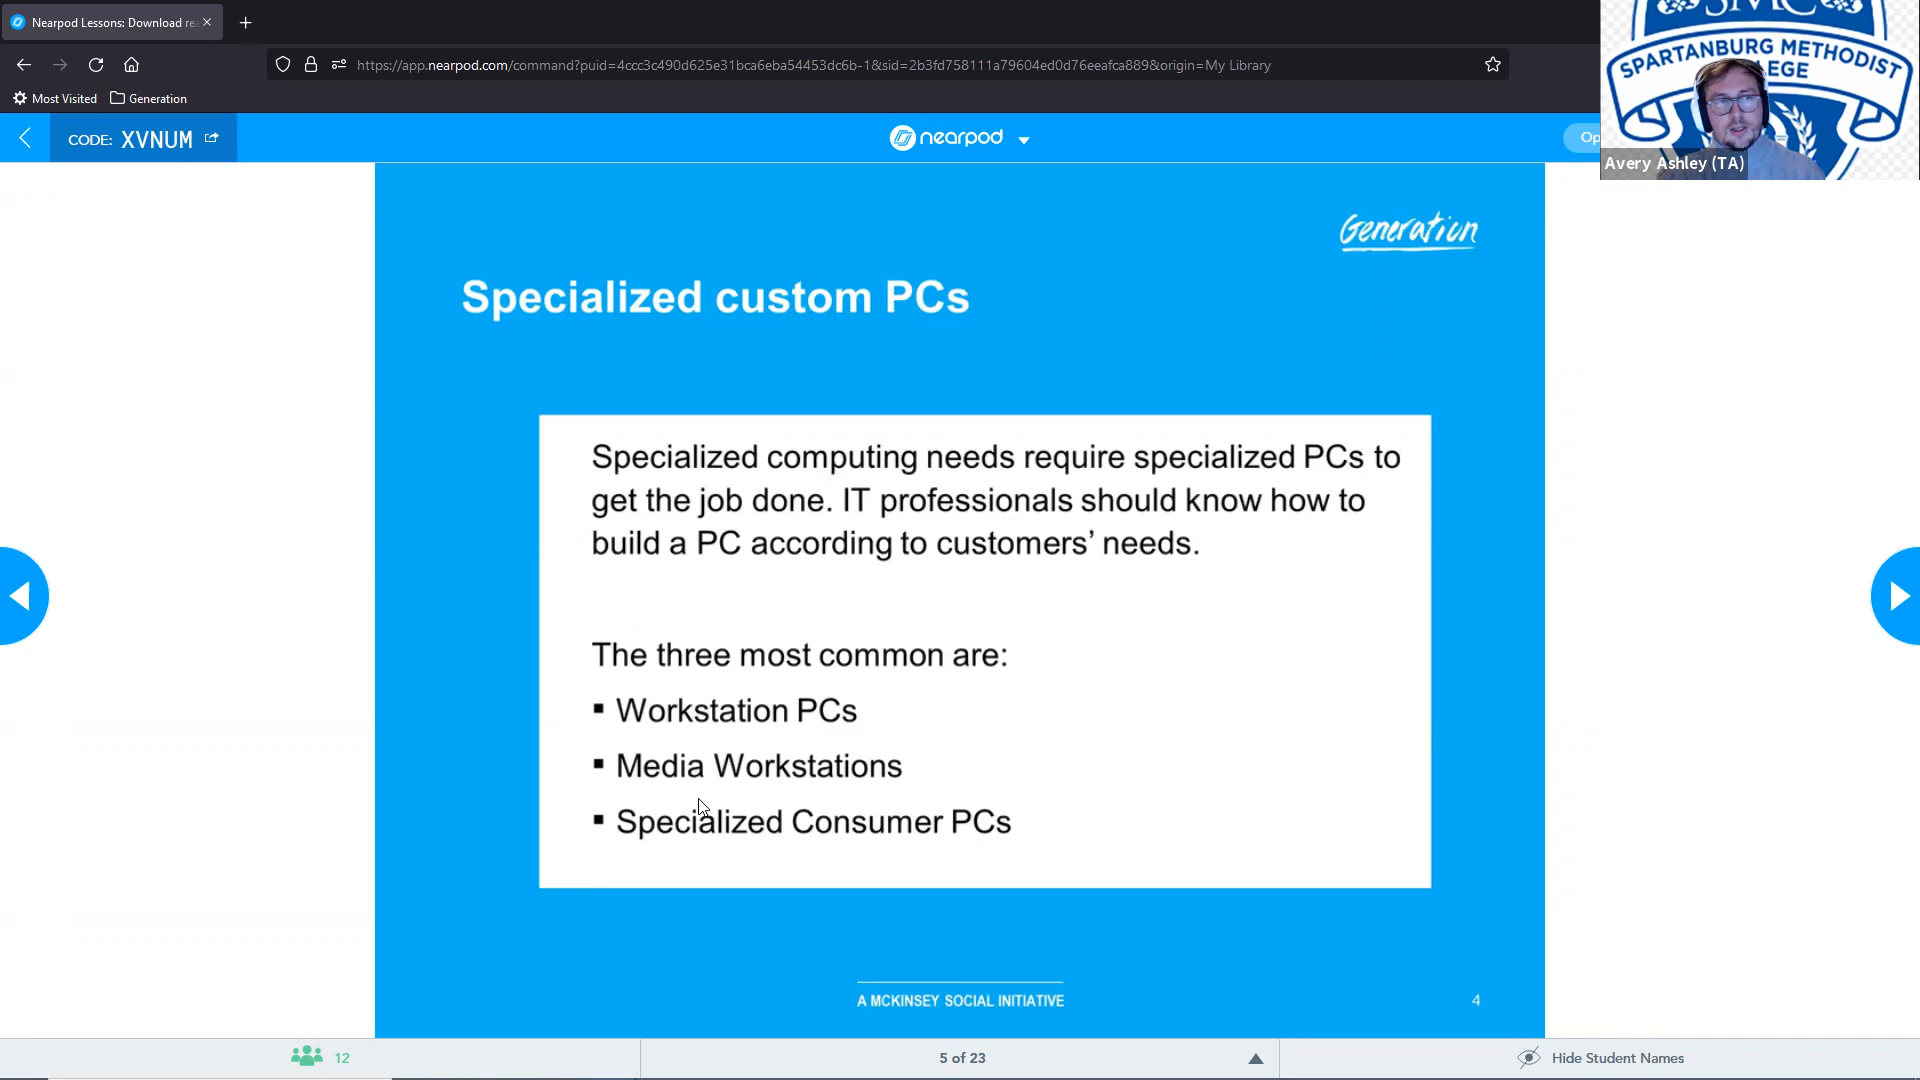 Nearpod Lessons: Download rea
https://app.nearpod.com/command?puid=4ccc3c490d625e31bca6eba54453dc6b-1&sid=2b3fd758111a79604ed0d76eeafca889&origin=My Library
Most Visited
Generation
CODE: XVNUM
nearpod
Op
SMC
SPARTANBURG METHODIST
LEGE
Avery Ashley (TA)
Generation
Specialized custom PCs
Specialized computing needs require specialized PCs to
get the job done. IT professionals should know how to
build a PC according to customers’ needs.
The three most common are:
▪ Workstation PCs
▪ Media Workstations
▪ Specialized Consumer PCs
A MCKINSEY SOCIAL INITIATIVE
4
12
5 of 23
Hide Student Names